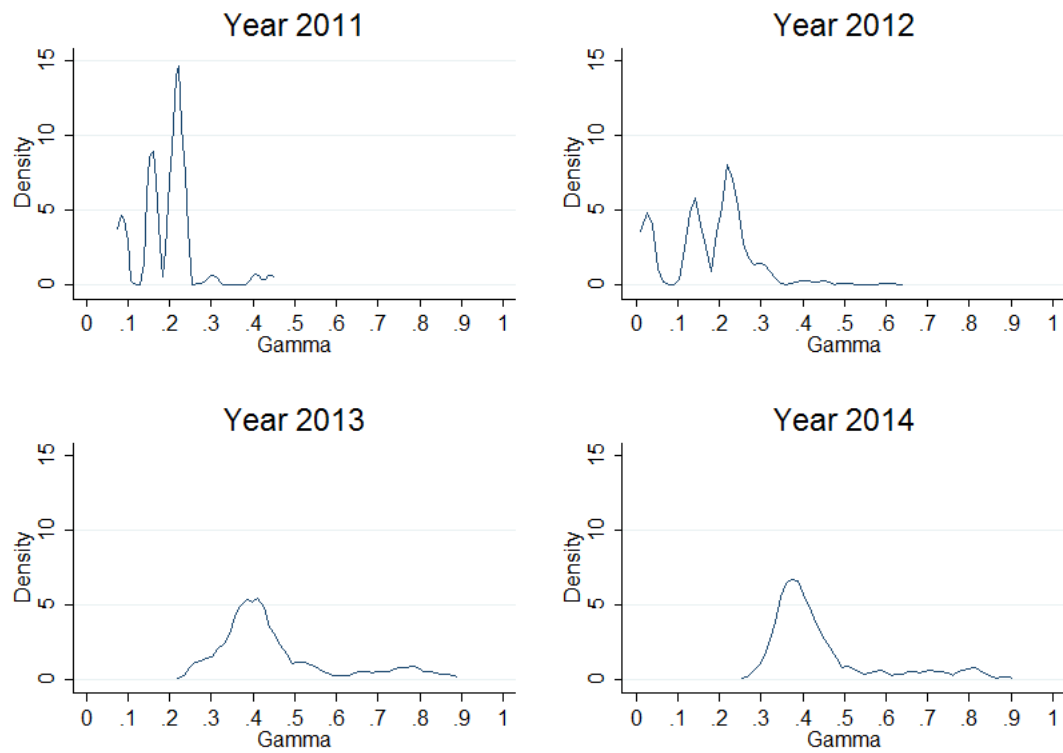 Year 2011
Density
0 5 10 15
0 .1 .2 .3 .4 .5 .6 .7 .8 .9 1
Gamma
Year 2012
Density
0 5 10 15
0 .1 .2 .3 .4 .5 .6 .7 .8 .9 1
Gamma
Year 2013
Density
0 5 10 15
0 .1 .2 .3 .4 .5 .6 .7 .8 .9 1
Gamma
Year 2014
Density
0 5 10 15
0 .1 .2 .3 .4 .5 .6 .7 .8 .9 1
Gamma